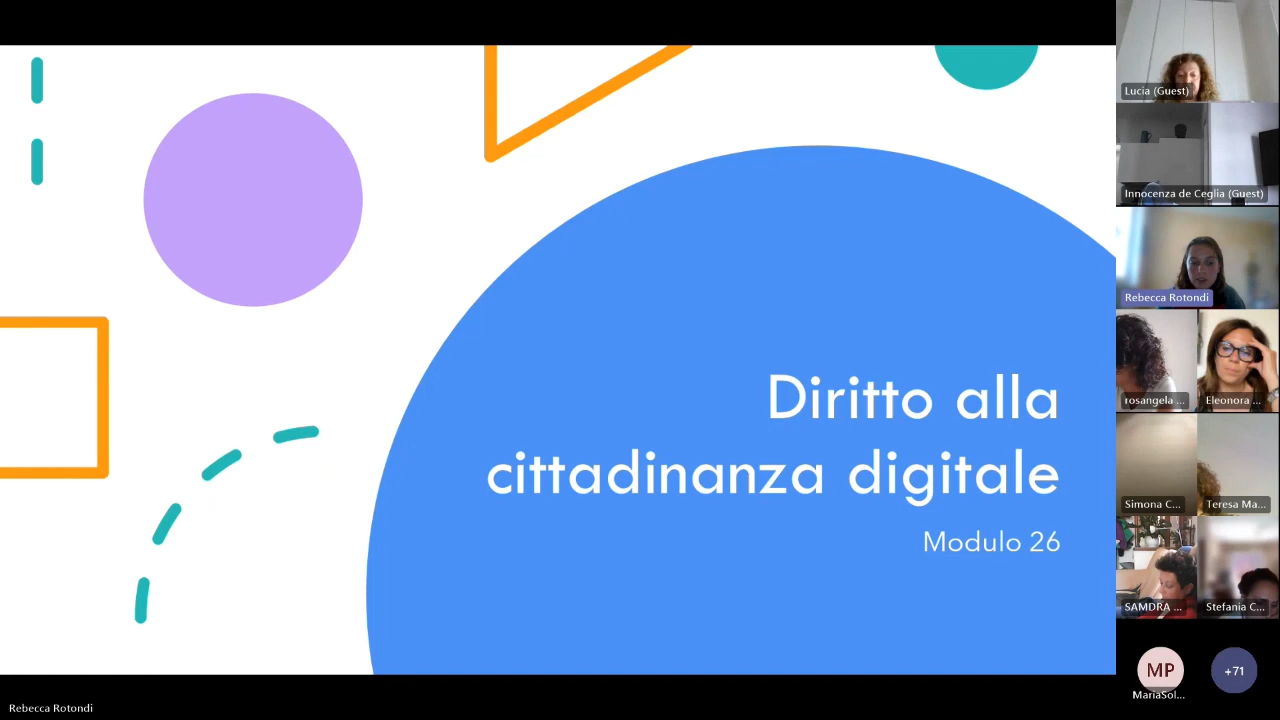 Diritto alla
cittadinanza digitale
Modulo 26
Rebecca Rotondi
Lucia (Guest)
Innocenza de Ceglia (Guest)
Rebecca Rotondi
rosangela ...
Eleonora ...
Simona C...
Teresa Ma...
SAMDRA ...
Stefania C...
MP
MariaSol...
+71